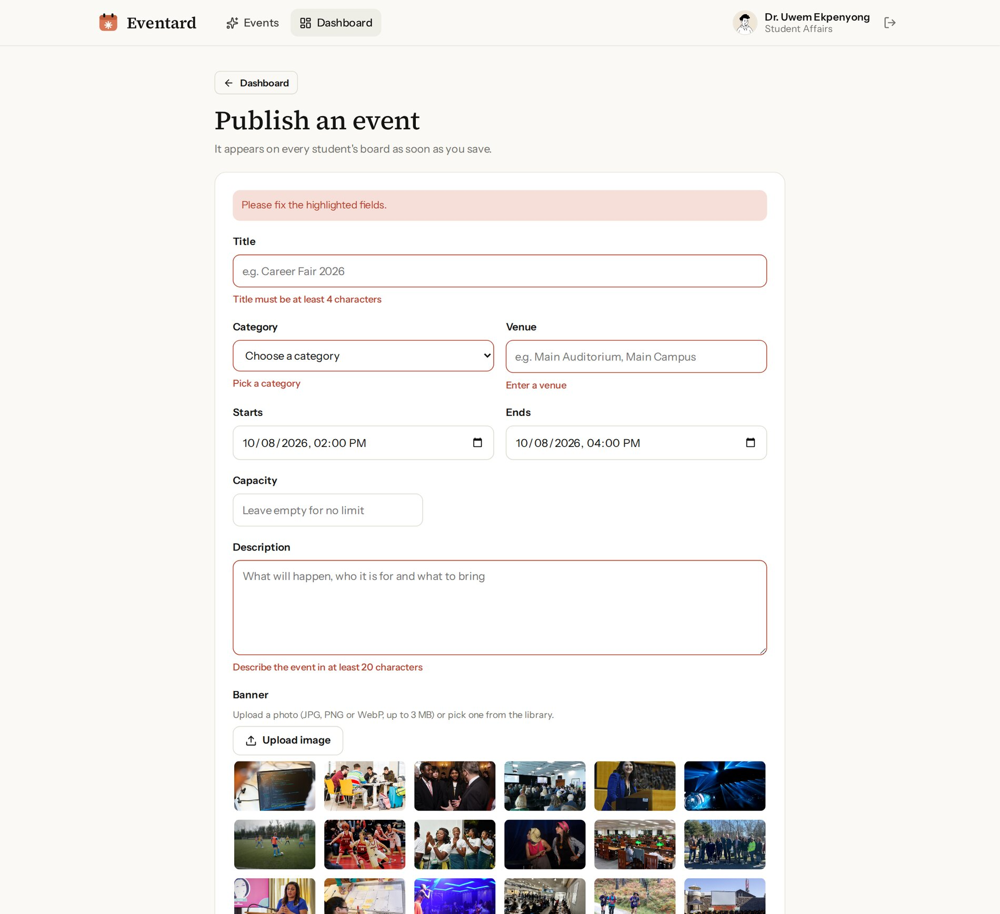 Eventard
Events
Dashboard
Dr. Uwem Ekpenyong
Student Affairs
Dashboard
Publish an event
It appears on every student's board as soon as you save.
Please fix the highlighted fields.
Title
e.g. Career Fair 2026
Title must be at least 4 characters
Category
Venue
Choose a category
e.g. Main Auditorium, Main Campus
Pick a category
Enter a venue
Starts
Ends
10/08/2026, 02:00 PM
10/08/2026, 04:00 PM
Capacity
Leave empty for no limit
Description
What will happen, who it is for and what to bring
Describe the event in at least 20 characters
Banner
Upload a photo (JPG, PNG or WebP, up to 3 MB) or pick one from the library.
Upload image